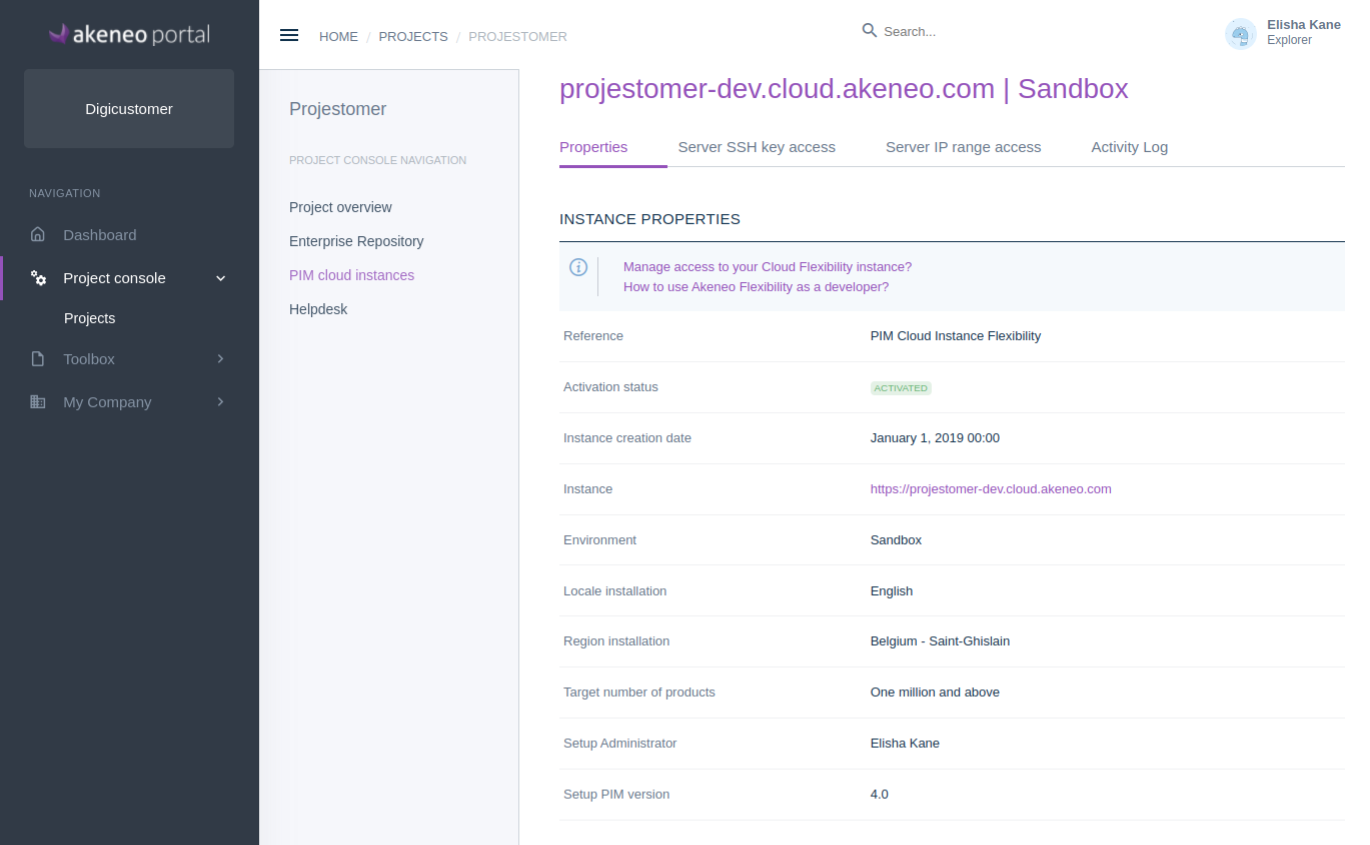 akeneo portal
Digicustomer
NAVIGATION
Dashboard
Project console
Projects
Toolbox
My Company
HOME / PROJECTS / PROJESTOMER
Search...
Elisha Kane
Explorer
Projestomer
PROJECT CONSOLE NAVIGATION
Project overview
Enterprise Repository
PIM cloud instances
Helpdesk
projestomer-dev.cloud.akeneo.com | Sandbox
Properties Server SSH key access Server IP range access Activity Log
INSTANCE PROPERTIES
Manage access to your Cloud Flexibility instance?
How to use Akeneo Flexibility as a developer?
Reference PIM Cloud Instance Flexibility
Activation status ACTIVATED
Instance creation date January 1, 2019 00:00
Instance https://projestomer-dev.cloud.akeneo.com
Environment Sandbox
Locale installation English
Region installation Belgium - Saint-Ghislain
Target number of products One million and above
Setup Administrator Elisha Kane
Setup PIM version 4.0